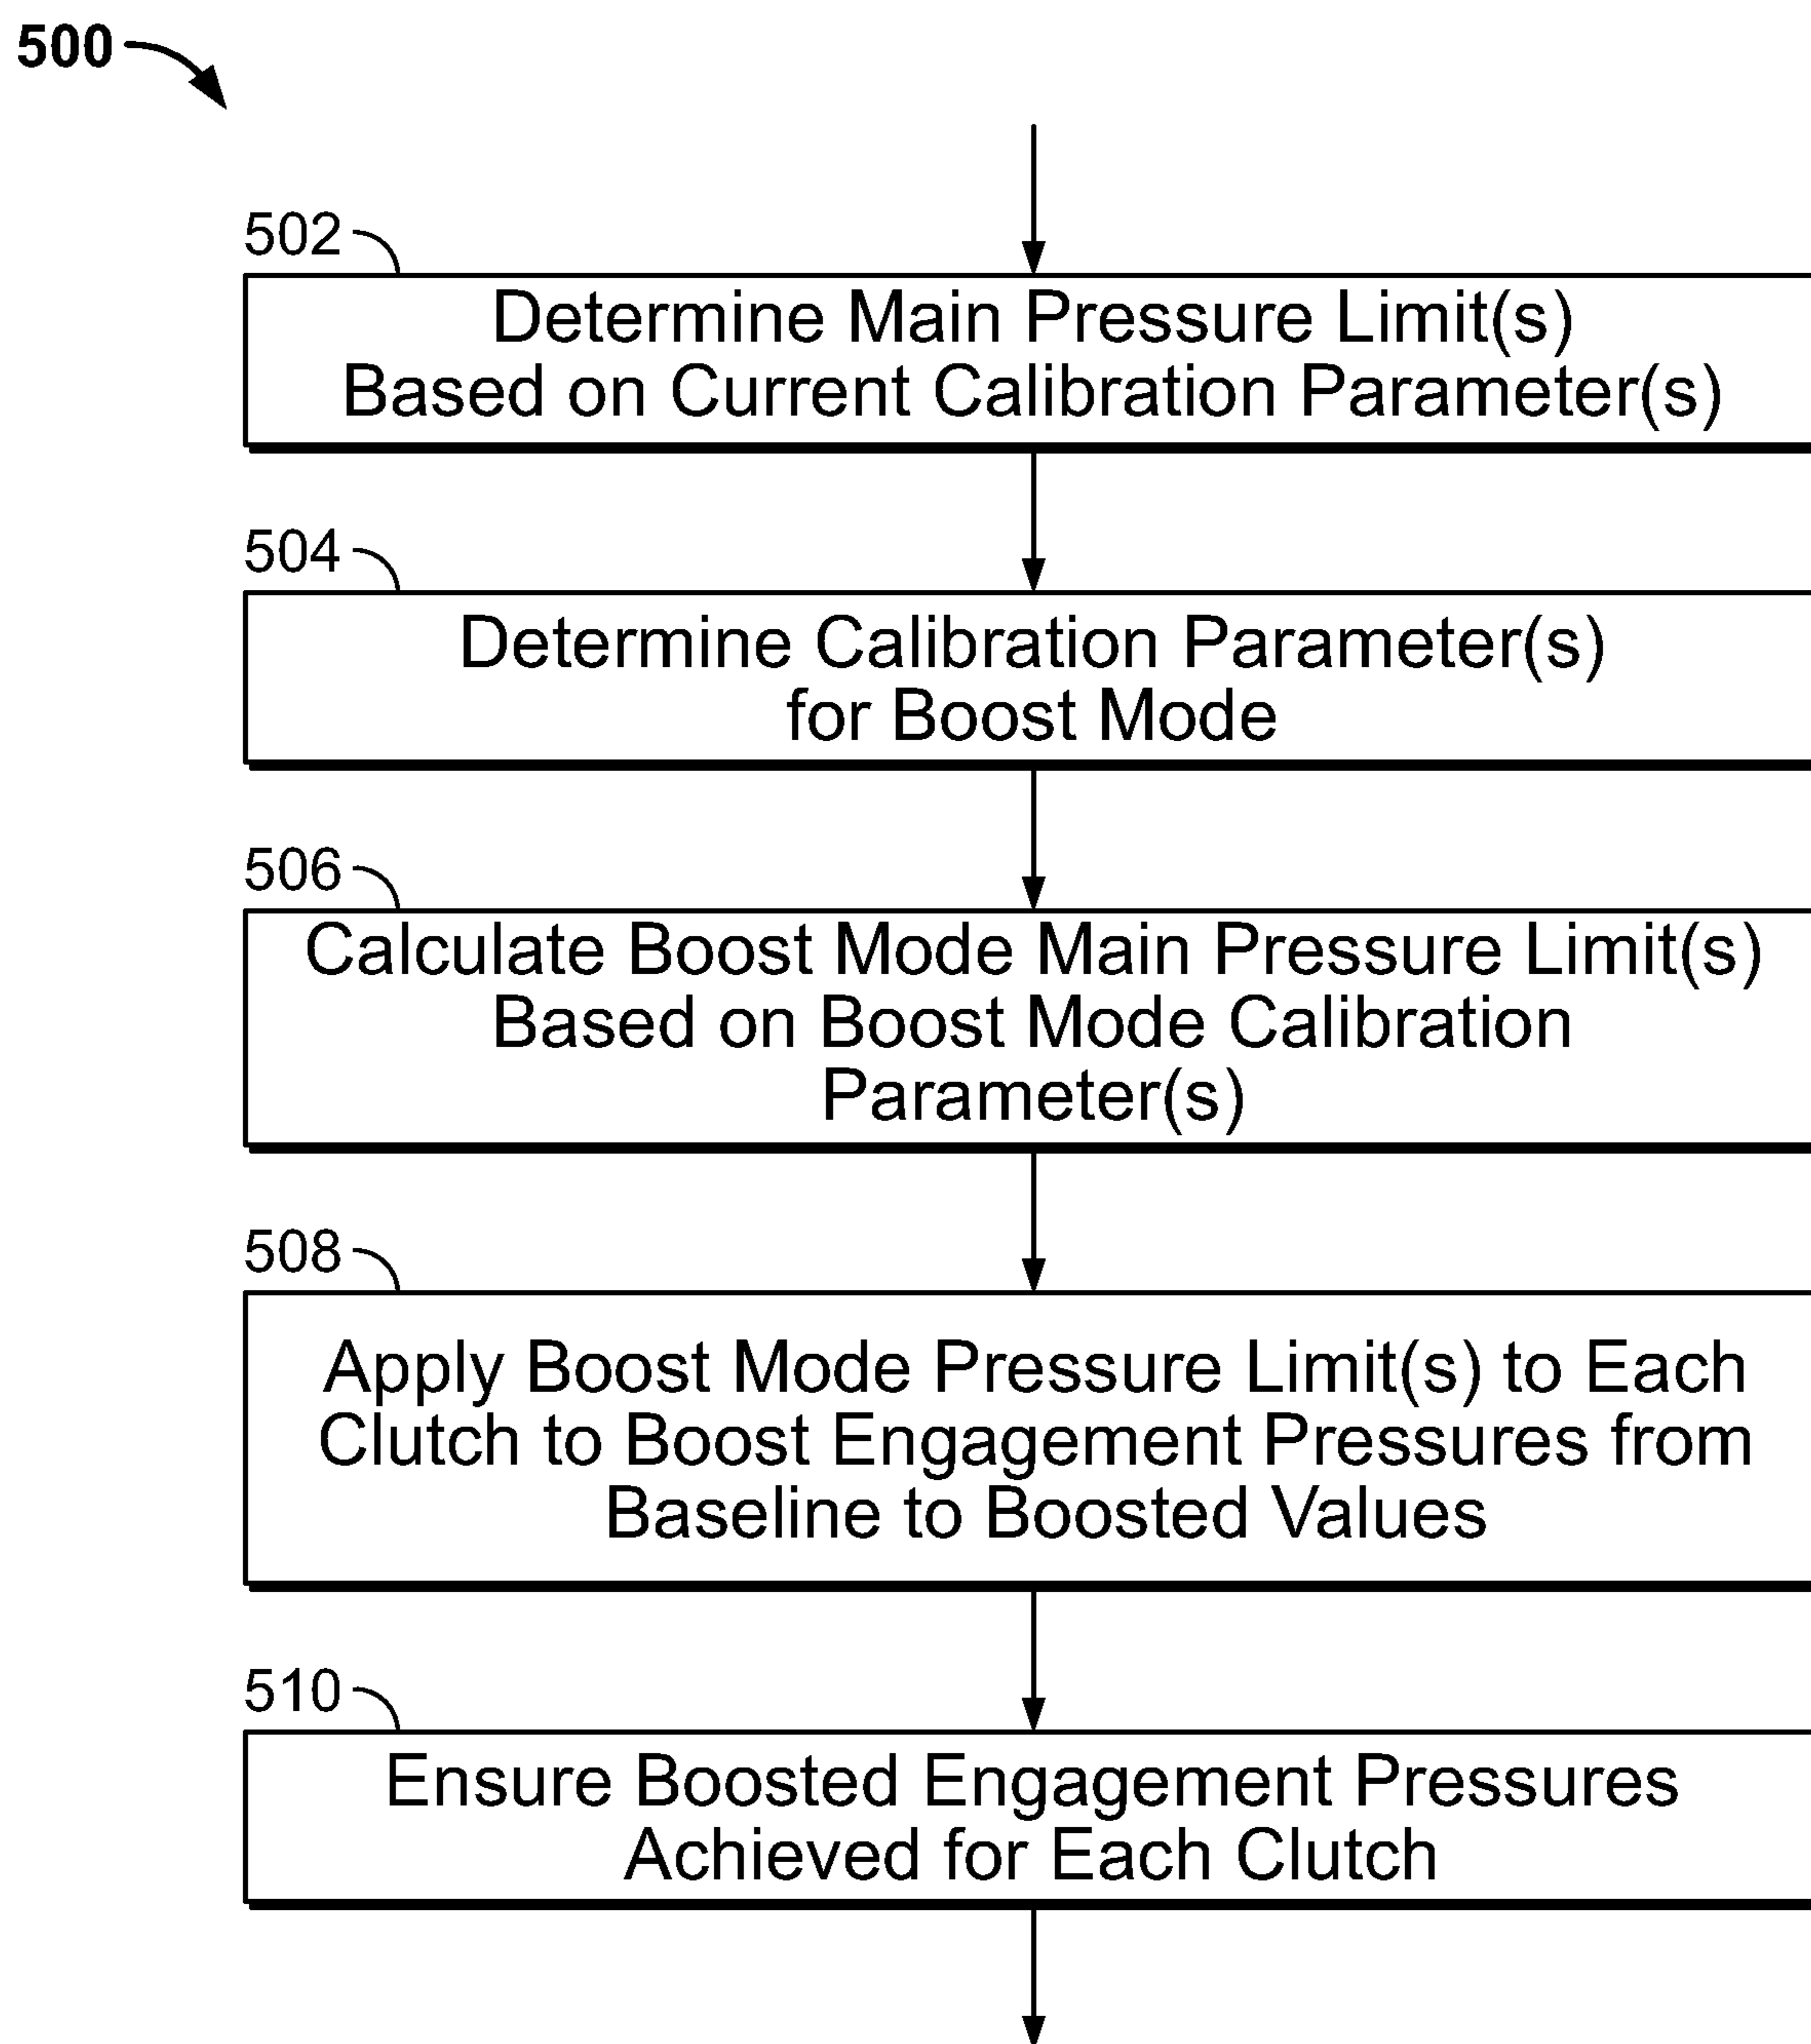 500
502
Determine Main Pressure Limit(s)
Based on Current Calibration Parameter(s)
504
Determine Calibration Parameter(s)
for Boost Mode
506
Calculate Boost Mode Main Pressure Limit(s)
Based on Boost Mode Calibration
Parameter(s)
508
Apply Boost Mode Pressure Limit(s) to Each
Clutch to Boost Engagement Pressures from
Baseline to Boosted Values
510
Ensure Boosted Engagement Pressures
Achieved for Each Clutch